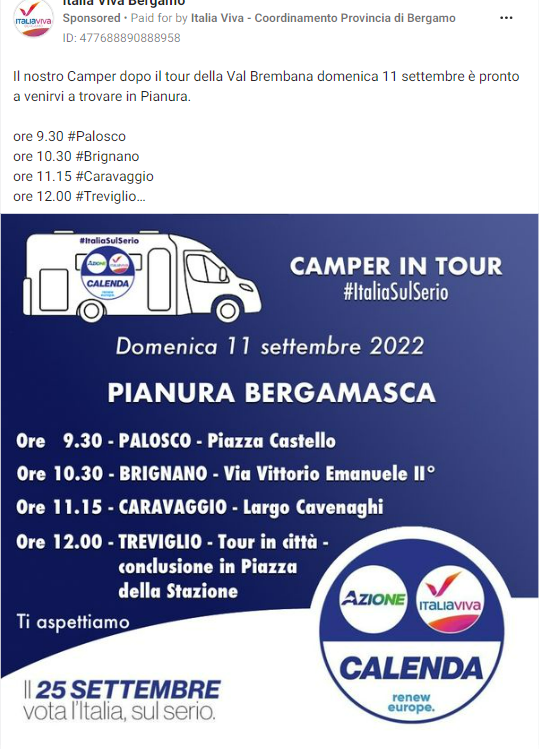 Italia Viva Bergamo
Sponsored • Paid for by Italia Viva - Coordinamento Provincia di Bergamo
ID: 477688890888958
Il nostro Camper dopo il tour della Val Brembana domenica 11 settembre è pronto
a venirvi a trovare in Pianura.
ore 9.30 #Palosco
ore 10.30 #Brignano
ore 11.15 #Caravaggio
ore 12.00 #Treviglio...
#ItaliaSulSerio
AZIONE ITALIAVIVA
CALENDA
renew
europe.
CAMPER IN TOUR
#ItaliaSulSerio
Domenica 11 settembre 2022
PIANURA BERGAMASCA
Ore 9.30 - PALOSCO - Piazza Castello
Ore 10.30 - BRIGNANO - Via Vittorio Emanuele II°
Ore 11.15 - CARAVAGGIO - Largo Cavenaghi
Ore 12.00 - TREVIGLIO - Tour in città -
conclusione in Piazza
della Stazione
Ti aspettiamo
AZIONE ITALIAVIVA
CALENDA
renew
europe.
Il 25 SETTEMBRE
vota l'Italia, sul serio.